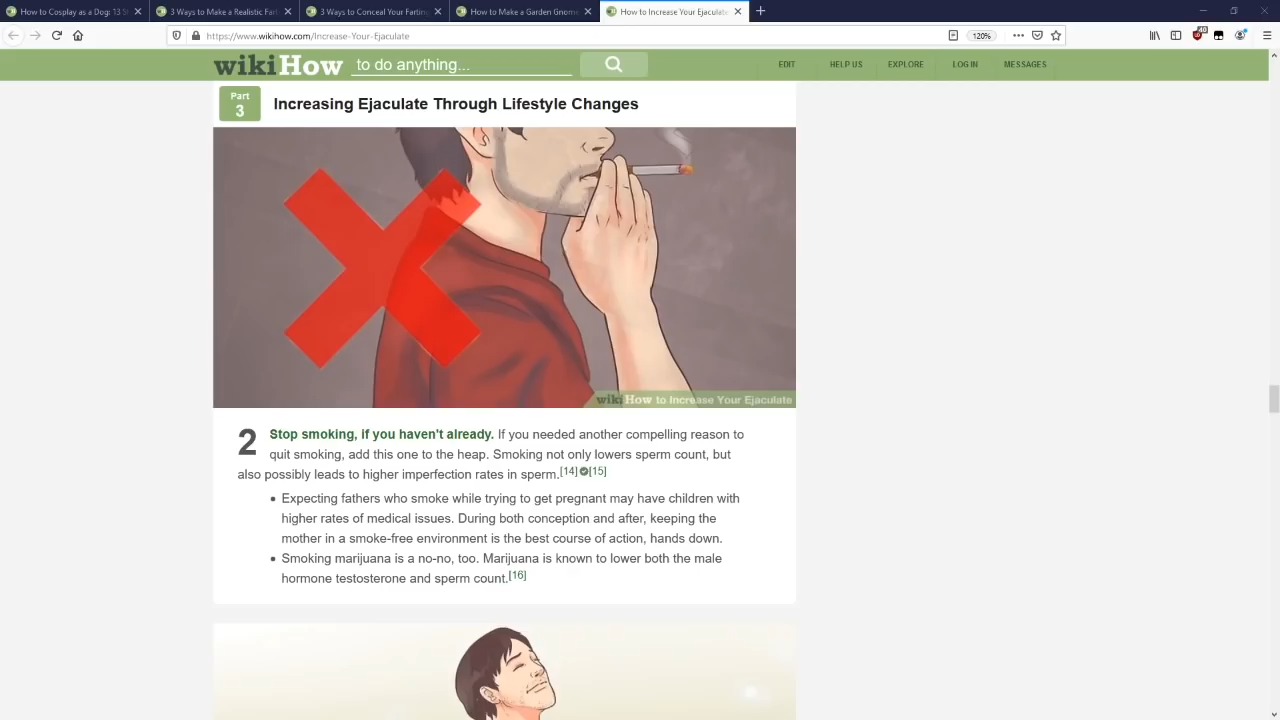 How to Cosplay as a Dog: 13 S
3 Ways to Make a Realistic Fart
3 Ways to Conceal Your Farting
How to Make a Garden Gnome
How to Increase Your Ejaculate
https://www.wikihow.com/Increase-Your-Ejaculate
120%
wikiHow to do anything...
EDIT
HELP US
EXPLORE
LOG IN
MESSAGES
Part
3
Increasing Ejaculate Through Lifestyle Changes
wikiHow to Increase Your Ejaculate
2 Stop smoking, if you haven't already. If you needed another compelling reason to
quit smoking, add this one to the heap. Smoking not only lowers sperm count, but
also possibly leads to higher imperfection rates in sperm.[14][15]
• Expecting fathers who smoke while trying to get pregnant may have children with
higher rates of medical issues. During both conception and after, keeping the
mother in a smoke-free environment is the best course of action, hands down.
• Smoking marijuana is a no-no, too. Marijuana is known to lower both the male
hormone testosterone and sperm count.[16]